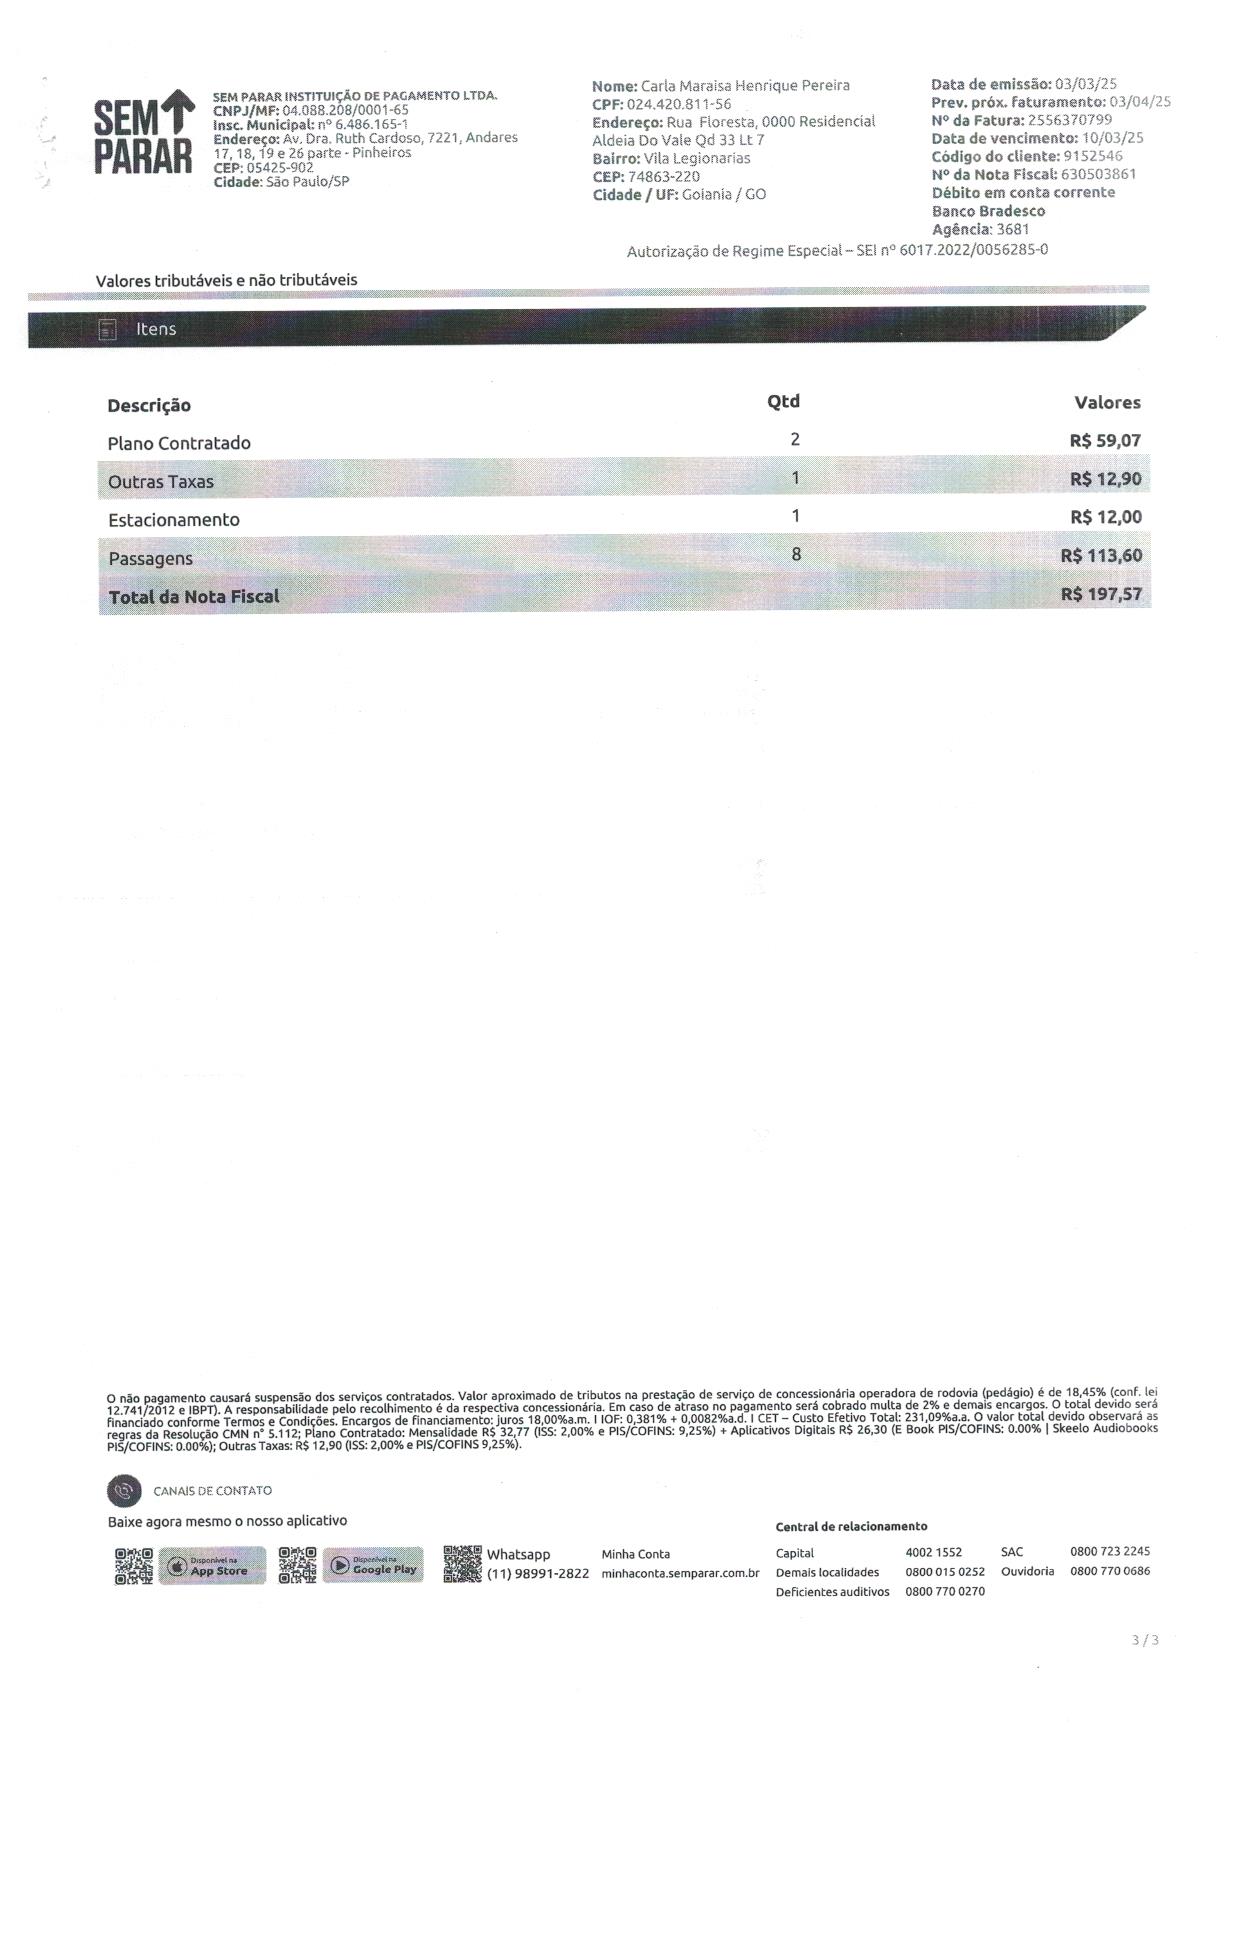 SEM
PARAR
SEM PARAR INSTITUIÇÃO DE PAGAMENTO LTDA.
CNPJ/MF: 04.088.208/0001-65
Insc. Municipal: nº 6.486.165-1
Endereço: Av. Dra. Ruth Cardoso, 7221, Andares
17, 18, 19 e 26 parte - Pinheiros
CEP: 05425-902
Cidade: São Paulo/SP
Nome: Carla Maraisa Henrique Pereira
CPF: 024.420.811-56
Endereço: Rua Floresta, 0000 Residencial
Aldeia Do Vale Qd 33 Lt 7
Bairro: Vila Legionarias
CEP: 74863-220
Cidade / UF: Goiania / GO
Data de emissão: 03/03/25
Prev. próx. faturamento: 03/04/25
Nº da Fatura: 2556370799
Data de vencimento: 10/03/25
Código do cliente: 9152546
Nº da Nota Fiscal: 630503861
Débito em conta corrente
Banco Bradesco
Agência: 3681
Autorização de Regime Especial – SEI nº 6017.2022/0056285-0
Valores tributáveis e não tributáveis
Itens
Descrição Qtd Valores
Plano Contratado 2 R$ 59,07
Outras Taxas 1 R$ 12,90
Estacionamento 1 R$ 12,00
Passagens 8 R$ 113,60
Total da Nota Fiscal R$ 197,57
O não pagamento causará suspensão dos serviços contratados. Valor aproximado de tributos na prestação de serviço de concessionária operadora de rodovia (pedágio) é de 18,45% (conf. lei
12.741/2012 e IBPT). A responsabilidade pelo recolhimento é da respectiva concessionária. Em caso de atraso no pagamento será cobrado multa de 2% e demais encargos. O total devido será
financiado conforme Termos e Condições. Encargos de financiamento: juros 18,00%a.m. I IOF: 0,381% + 0,0082%a.d. I CET – Custo Efetivo Total: 231,09%a.a. O valor total devido observará as
regras da Resolução CMN n° 5.112; Plano Contratado: Mensalidade R$ 32,77 (ISS: 2,00% e PIS/COFINS: 9,25%) + Aplicativos Digitais R$ 26,30 (E Book PIS/COFINS: 0.00% | Skeelo Audiobooks
PIS/COFINS: 0.00%); Outras Taxas: R$ 12,90 (ISS: 2,00% e PIS/COFINS 9,25%).
CANAIS DE CONTATO
Baixe agora mesmo o nosso aplicativo
Disponível na
App Store
Disponível na
Google Play
Whatsapp
(11) 98991-2822
Minha Conta
minhaconta.semparar.com.br
Central de relacionamento
Capital 4002 1552 SAC 0800 723 2245
Demais localidades 0800 015 0252 Ouvidoria 0800 770 0686
Deficientes auditivos 0800 770 0270
3 / 3